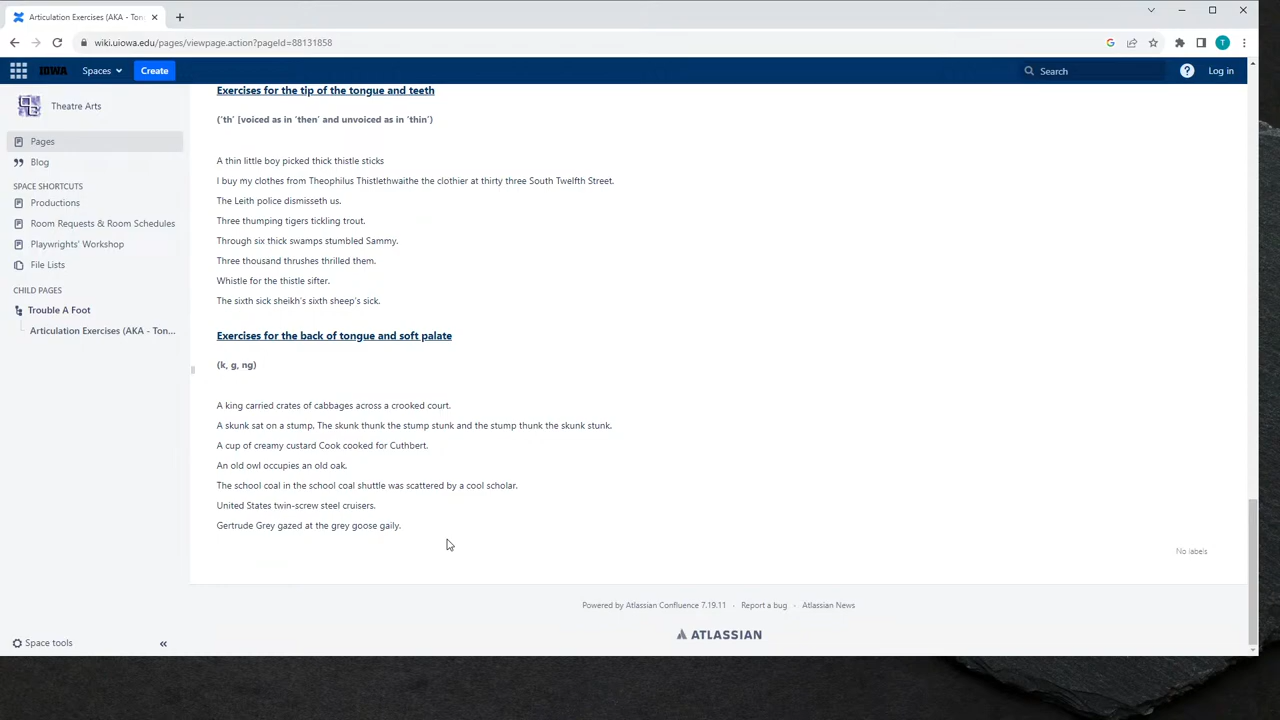 Articulation Exercises (AKA - Ton
wiki.uiowa.edu/pages/viewpage.action?pageId=88131858
T
IOWA
Spaces
Create
Search
Log in
Theatre Arts
Pages
Blog
SPACE SHORTCUTS
Productions
Room Requests & Room Schedules
Playwrights' Workshop
File Lists
CHILD PAGES
Trouble A Foot
Articulation Exercises (AKA - Ton...
Exercises for the tip of the tongue and teeth
('th' [voiced as in 'then' and unvoiced as in 'thin')
A thin little boy picked thick thistle sticks
I buy my clothes from Theophilus Thistlethwaithe the clothier at thirty three South Twelfth Street.
The Leith police dismisseth us.
Three thumping tigers tickling trout.
Through six thick swamps stumbled Sammy.
Three thousand thrushes thrilled them.
Whistle for the thistle sifter.
The sixth sick sheikh's sixth sheep's sick.
Exercises for the back of tongue and soft palate
(k, g, ng)
A king carried crates of cabbages across a crooked court.
A skunk sat on a stump. The skunk thunk the stump stunk and the stump thunk the skunk stunk.
A cup of creamy custard Cook cooked for Cuthbert.
An old owl occupies an old oak.
The school coal in the school coal shuttle was scattered by a cool scholar.
United States twin-screw steel cruisers.
Gertrude Grey gazed at the grey goose gaily.
No labels
Powered by Atlassian Confluence 7.19.11 · Report a bug · Atlassian News
ATLASSIAN
Space tools